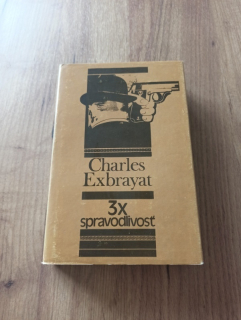 Charles
Exbrayat
3x
spravodlivosť